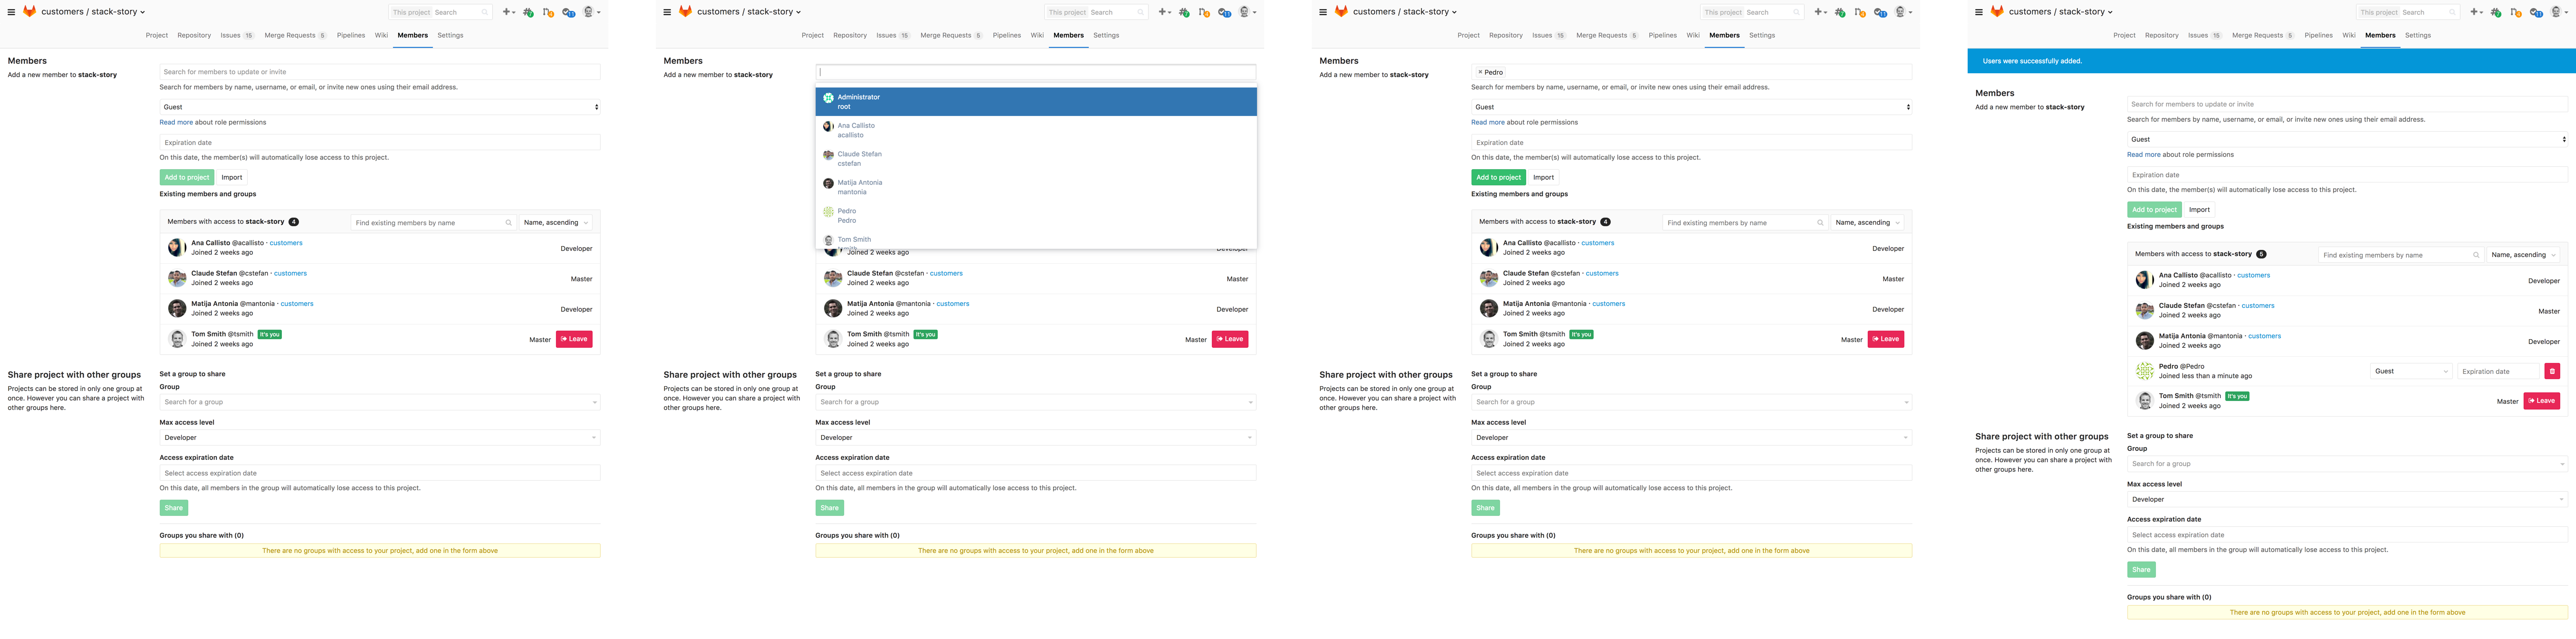 customers / stack-story
This project Search
7 4 11
Project Repository Issues 15 Merge Requests 5 Pipelines Wiki Members Settings
Members
Add a new member to stack-story
Search for members to update or invite
Search for members by name, username, or email, or invite new ones using their email address.
Guest
Read more about role permissions
Expiration date
On this date, the member(s) will automatically lose access to this project.
Add to project Import
Existing members and groups
Members with access to stack-story 4 Find existing members by name Name, ascending
Ana Callisto @acallisto · customers
Joined 2 weeks ago
Developer
Claude Stefan @cstefan · customers
Joined 2 weeks ago
Master
Matija Antonia @mantonia · customers
Joined 2 weeks ago
Developer
Tom Smith @tsmith It's you
Joined 2 weeks ago
Master Leave
Share project with other groups
Projects can be stored in only one group at
once. However you can share a project with
other groups here.
Set a group to share
Group
Search for a group
Max access level
Developer
Access expiration date
Select access expiration date
On this date, all members in the group will automatically lose access to this project.
Share
Groups you share with (0)
There are no groups with access to your project, add one in the form above
customers / stack-story
This project Search
7 4 11
Project Repository Issues 15 Merge Requests 5 Pipelines Wiki Members Settings
Members
Add a new member to stack-story
Administrator
root
Ana Callisto
acallisto
Claude Stefan
cstefan
Matija Antonia
mantonia
Pedro
Pedro
Tom Smith
tsmith
Joined 2 weeks ago
Developer
Claude Stefan @cstefan · customers
Joined 2 weeks ago
Master
Matija Antonia @mantonia · customers
Joined 2 weeks ago
Developer
Tom Smith @tsmith It's you
Joined 2 weeks ago
Master Leave
Share project with other groups
Projects can be stored in only one group at
once. However you can share a project with
other groups here.
Set a group to share
Group
Search for a group
Max access level
Developer
Access expiration date
Select access expiration date
On this date, all members in the group will automatically lose access to this project.
Share
Groups you share with (0)
There are no groups with access to your project, add one in the form above
customers / stack-story
This project Search
7 4 11
Project Repository Issues 15 Merge Requests 5 Pipelines Wiki Members Settings
Members
Add a new member to stack-story
× Pedro
Search for members by name, username, or email, or invite new ones using their email address.
Guest
Read more about role permissions
Expiration date
On this date, the member(s) will automatically lose access to this project.
Add to project Import
Existing members and groups
Members with access to stack-story 4 Find existing members by name Name, ascending
Ana Callisto @acallisto · customers
Joined 2 weeks ago
Developer
Claude Stefan @cstefan · customers
Joined 2 weeks ago
Master
Matija Antonia @mantonia · customers
Joined 2 weeks ago
Developer
Tom Smith @tsmith It's you
Joined 2 weeks ago
Master Leave
Share project with other groups
Projects can be stored in only one group at
once. However you can share a project with
other groups here.
Set a group to share
Group
Search for a group
Max access level
Developer
Access expiration date
Select access expiration date
On this date, all members in the group will automatically lose access to this project.
Share
Groups you share with (0)
There are no groups with access to your project, add one in the form above
customers / stack-story
This project Search
7 4 11
Project Repository Issues 15 Merge Requests 5 Pipelines Wiki Members Settings
Users were successfully added.
Members
Add a new member to stack-story
Search for members to update or invite
Search for members by name, username, or email, or invite new ones using their email address.
Guest
Read more about role permissions
Expiration date
On this date, the member(s) will automatically lose access to this project.
Add to project Import
Existing members and groups
Members with access to stack-story 5 Find existing members by name Name, ascending
Ana Callisto @acallisto · customers
Joined 2 weeks ago
Developer
Claude Stefan @cstefan · customers
Joined 2 weeks ago
Master
Matija Antonia @mantonia · customers
Joined 2 weeks ago
Developer
Pedro @Pedro
Joined less than a minute ago
Guest Expiration date
Tom Smith @tsmith It's you
Joined 2 weeks ago
Master Leave
Share project with other groups
Projects can be stored in only one group at
once. However you can share a project with
other groups here.
Set a group to share
Group
Search for a group
Max access level
Developer
Access expiration date
Select access expiration date
On this date, all members in the group will automatically lose access to this project.
Share
Groups you share with (0)
There are no groups with access to your project, add one in the form above